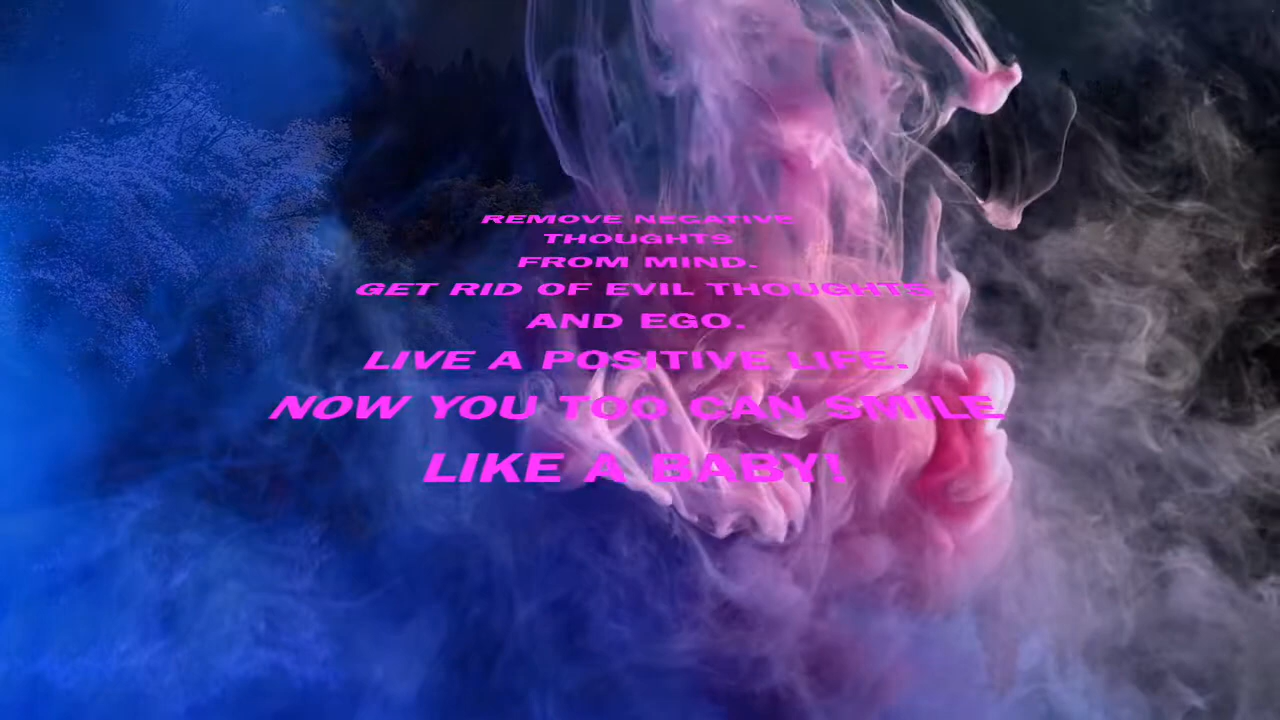 REMOVE NEGATIVE
THOUGHTS
FROM MIND.
GET RID OF EVIL THOUGHTS
AND EGO.
LIVE A POSITIVE LIFE.
NOW YOU TOO CAN SMILE
LIKE A BABY!